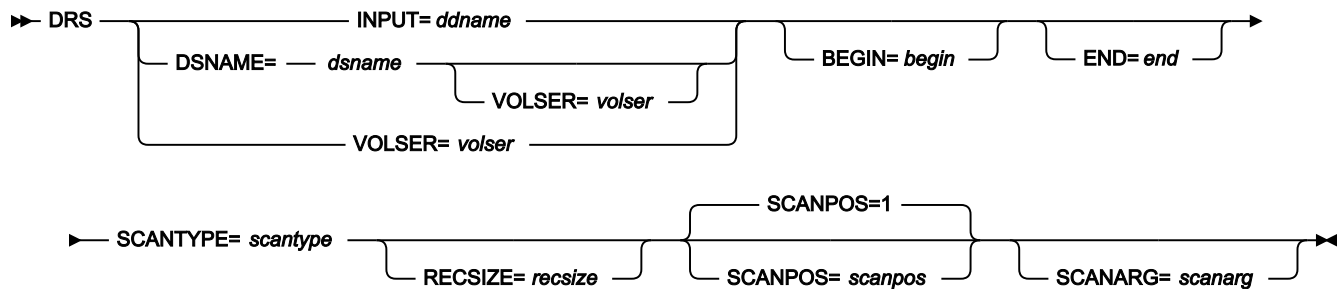 DRS INPUT= ddname
DSNAME= dsname
VOLSER= volser
VOLSER= volser
BEGIN= begin
END= end
SCANTYPE= scantype
RECSIZE= recsize
SCANPOS=1
SCANPOS= scanpos
SCANARG= scanarg